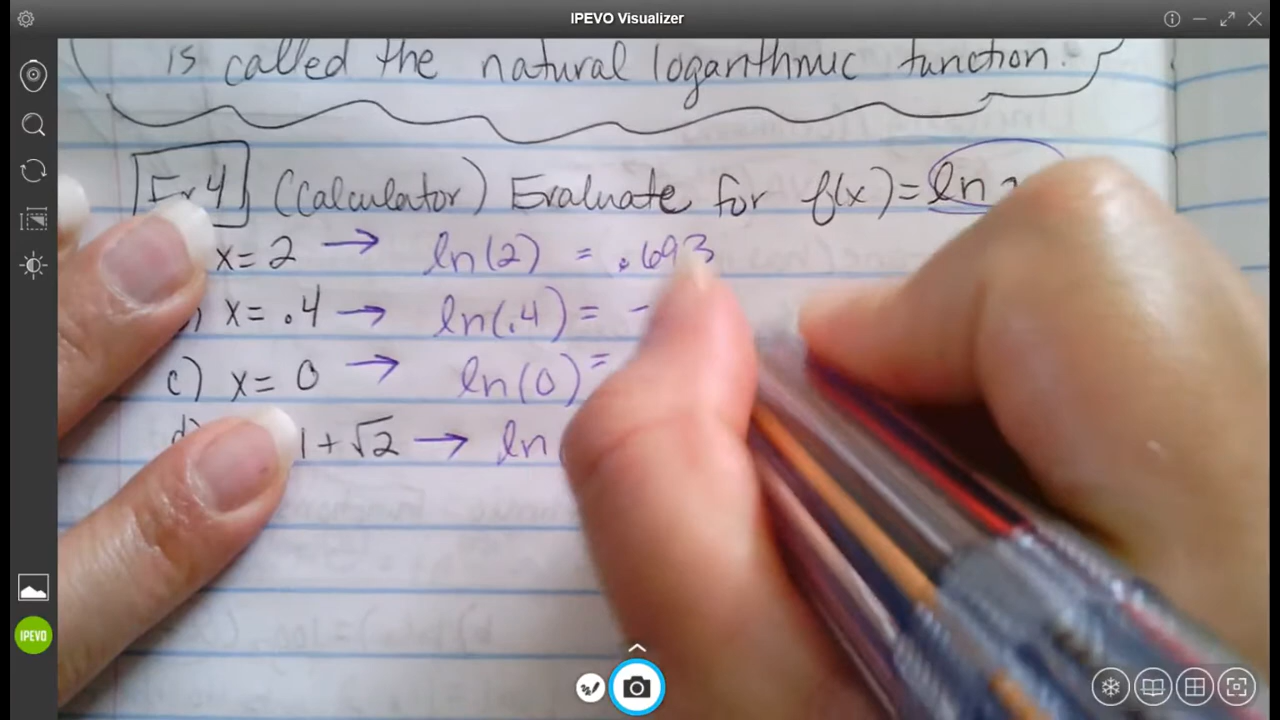 IPEVO Visualizer
is called the natural logarithmic function.
Ex 4 (Calculator) Evaluate for f(x) = ln
x = 2 → ln(2) = .693
) x = .4 → ln(.4) = -
c) x = 0 → ln(0) =
d) 1 + √2 → ln
IPEVO